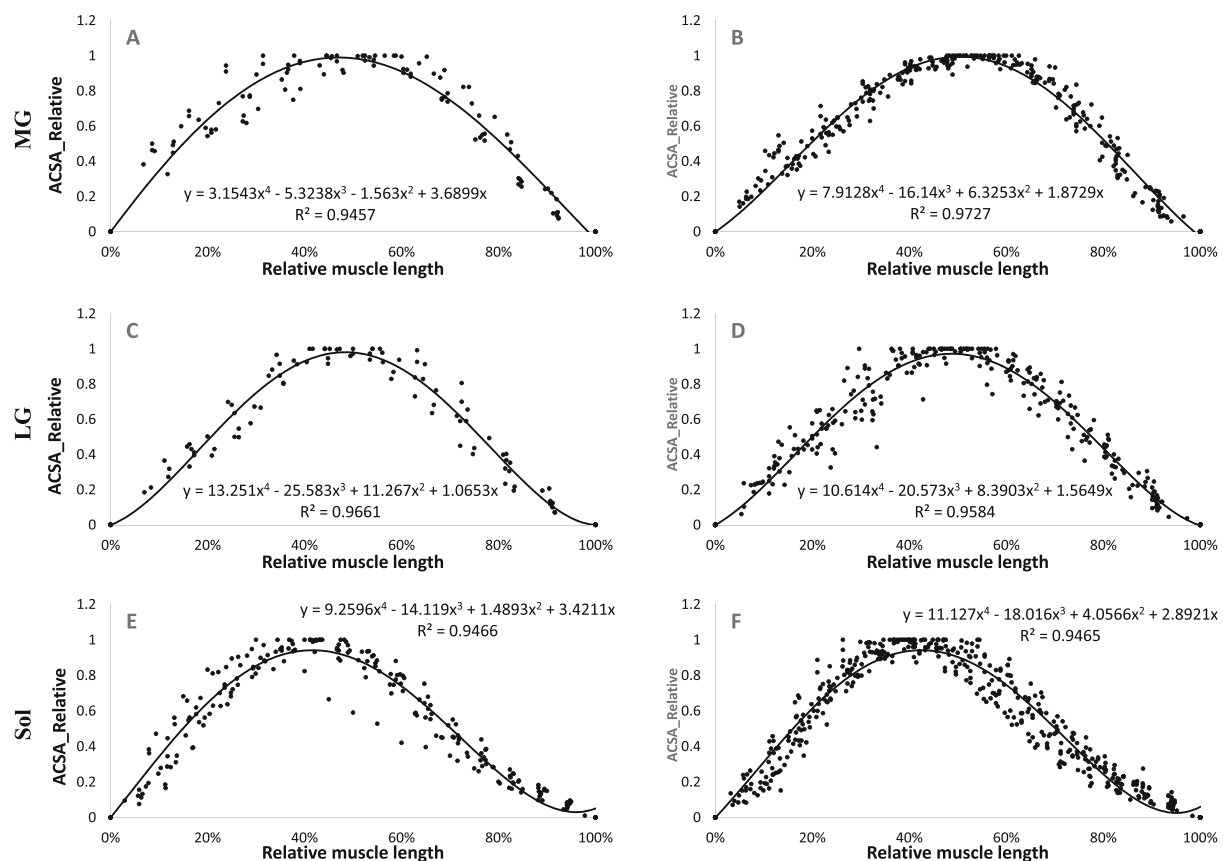 A
1.2
1
0.8
0.6
0.4
0.2
0
ACSA_Relative
MG
y = 3.1543x⁴ - 5.3238x³ - 1.563x² + 3.6899x
R² = 0.9457
0% 20% 40% 60% 80% 100%
Relative muscle length
B
1.2
1
0.8
0.6
0.4
0.2
0
ACSA_Relative
y = 7.9128x⁴ - 16.14x³ + 6.3253x² + 1.8729x
R² = 0.9727
0% 20% 40% 60% 80% 100%
Relative muscle length
C
1.2
1
0.8
0.6
0.4
0.2
0
ACSA_Relative
LG
y = 13.251x⁴ - 25.583x³ + 11.267x² + 1.0653x
R² = 0.9661
0% 20% 40% 60% 80% 100%
Relative muscle length
D
1.2
1
0.8
0.6
0.4
0.2
0
ACSA_Relative
y = 10.614x⁴ - 20.573x³ + 8.3903x² + 1.5649x
R² = 0.9584
0% 20% 40% 60% 80% 100%
Relative muscle length
E
1.2
1
0.8
0.6
0.4
0.2
0
ACSA_Relative
Sol
y = 9.2596x⁴ - 14.119x³ + 1.4893x² + 3.4211x
R² = 0.9466
0% 20% 40% 60% 80% 100%
Relative muscle length
F
1.2
1
0.8
0.6
0.4
0.2
0
ACSA_Relative
y = 11.127x⁴ - 18.016x³ + 4.0566x² + 2.8921x
R² = 0.9465
0% 20% 40% 60% 80% 100%
Relative muscle length